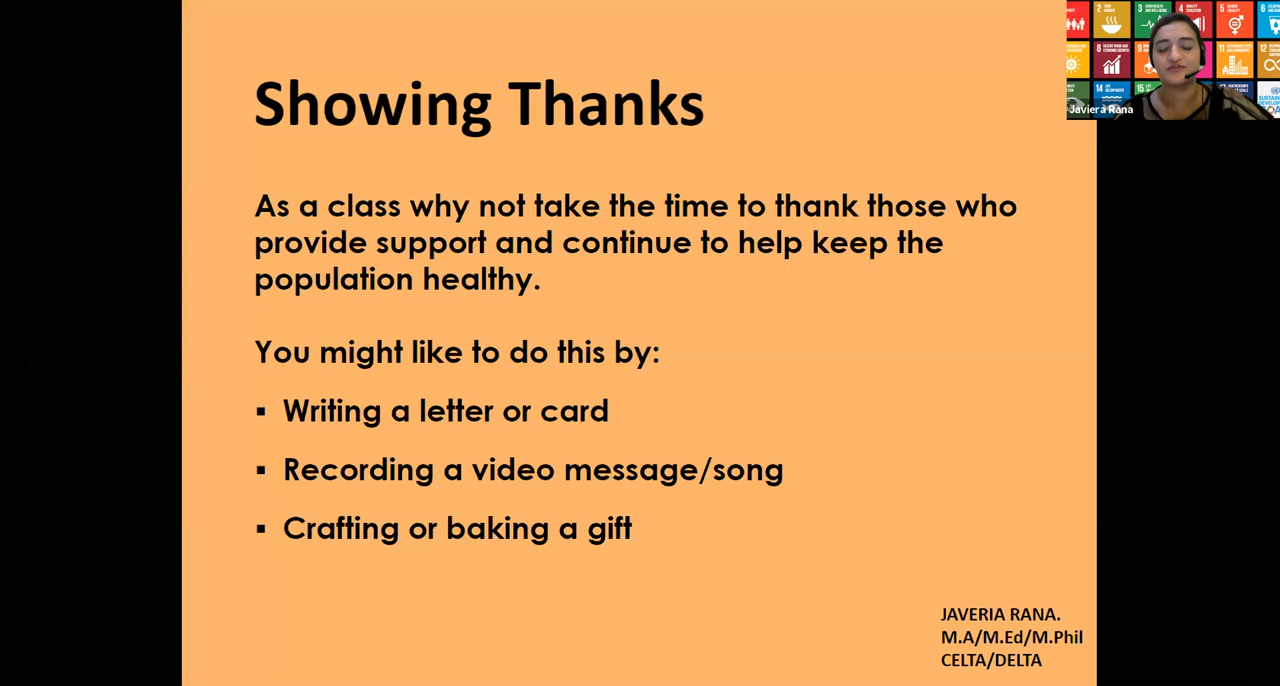 Showing Thanks
As a class why not take the time to thank those who
provide support and continue to help keep the
population healthy.
You might like to do this by:
▪ Writing a letter or card
▪ Recording a video message/song
▪ Crafting or baking a gift
JAVERIA RANA.
M.A/M.Ed/M.Phil
CELTA/DELTA
Javiera Rana